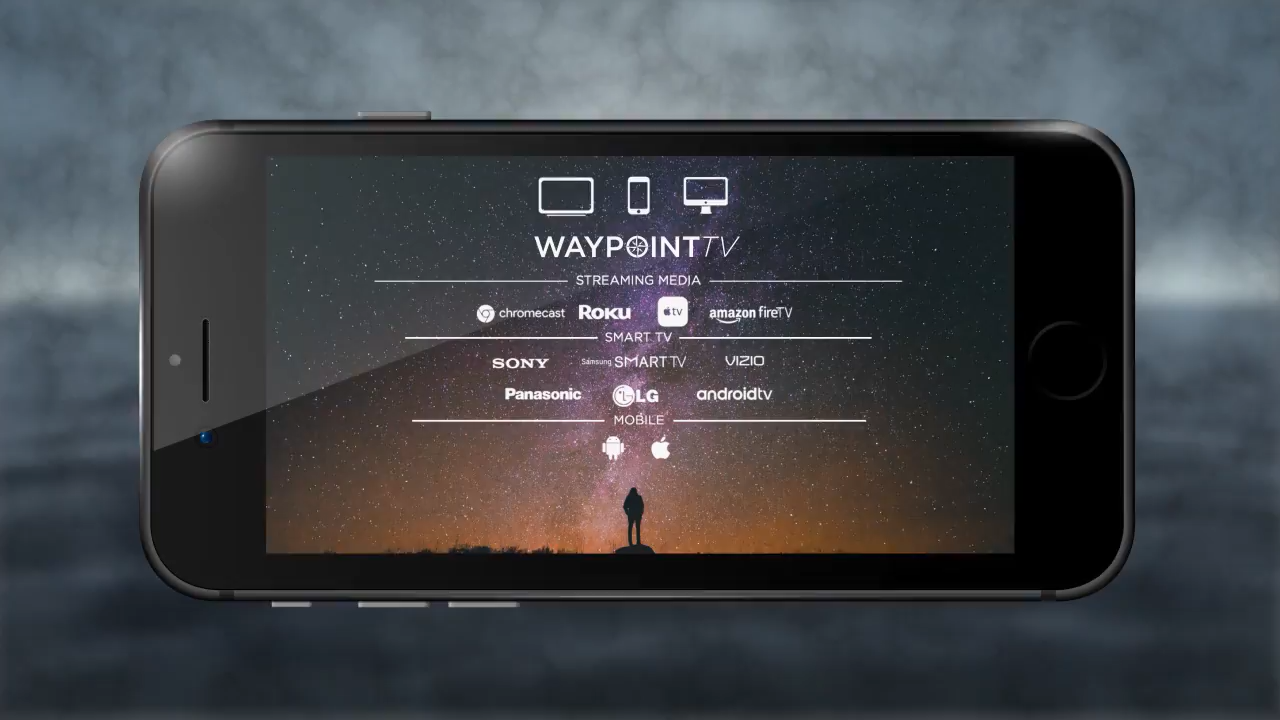 WAYPOINTTV
STREAMING MEDIA
chromecast Roku tv amazon fireTV
SMART TV
SONY Samsung SMART TV VIZIO
Panasonic LG androidtv
MOBILE